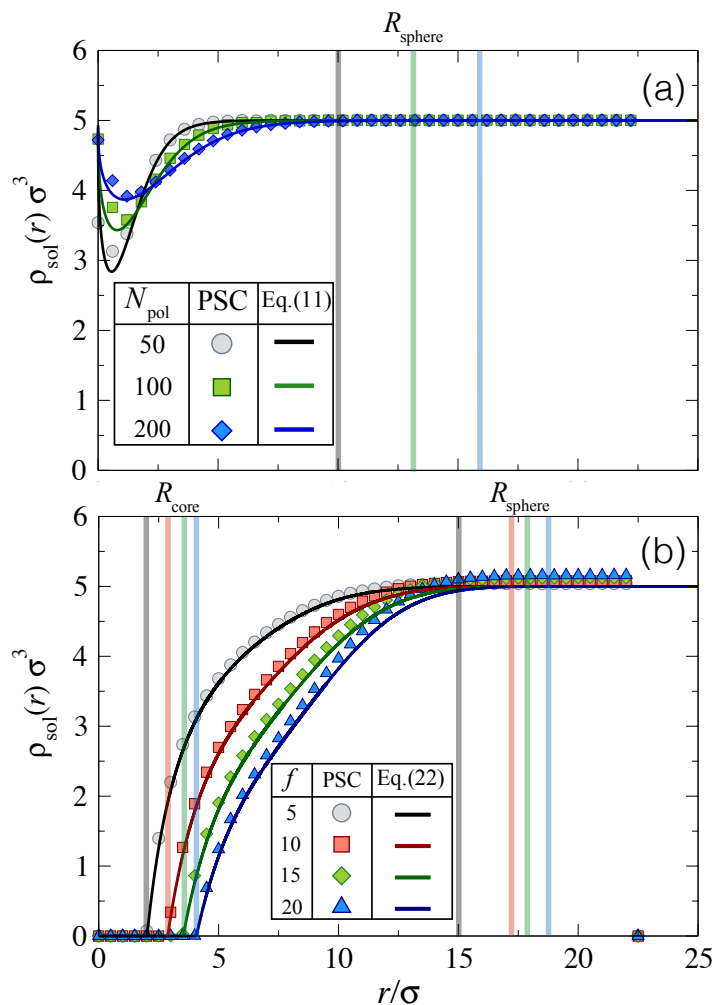 R_sphere
(a)
6
5
4
3
2
1
0
ρ_sol(r) σ^3
N_pol PSC Eq.(11)
50
100
200
R_core R_sphere
(b)
6
5
4
3
2
1
0
ρ_sol(r) σ^3
f PSC Eq.(22)
5
10
15
20
0 5 10 15 20 25
r/σ